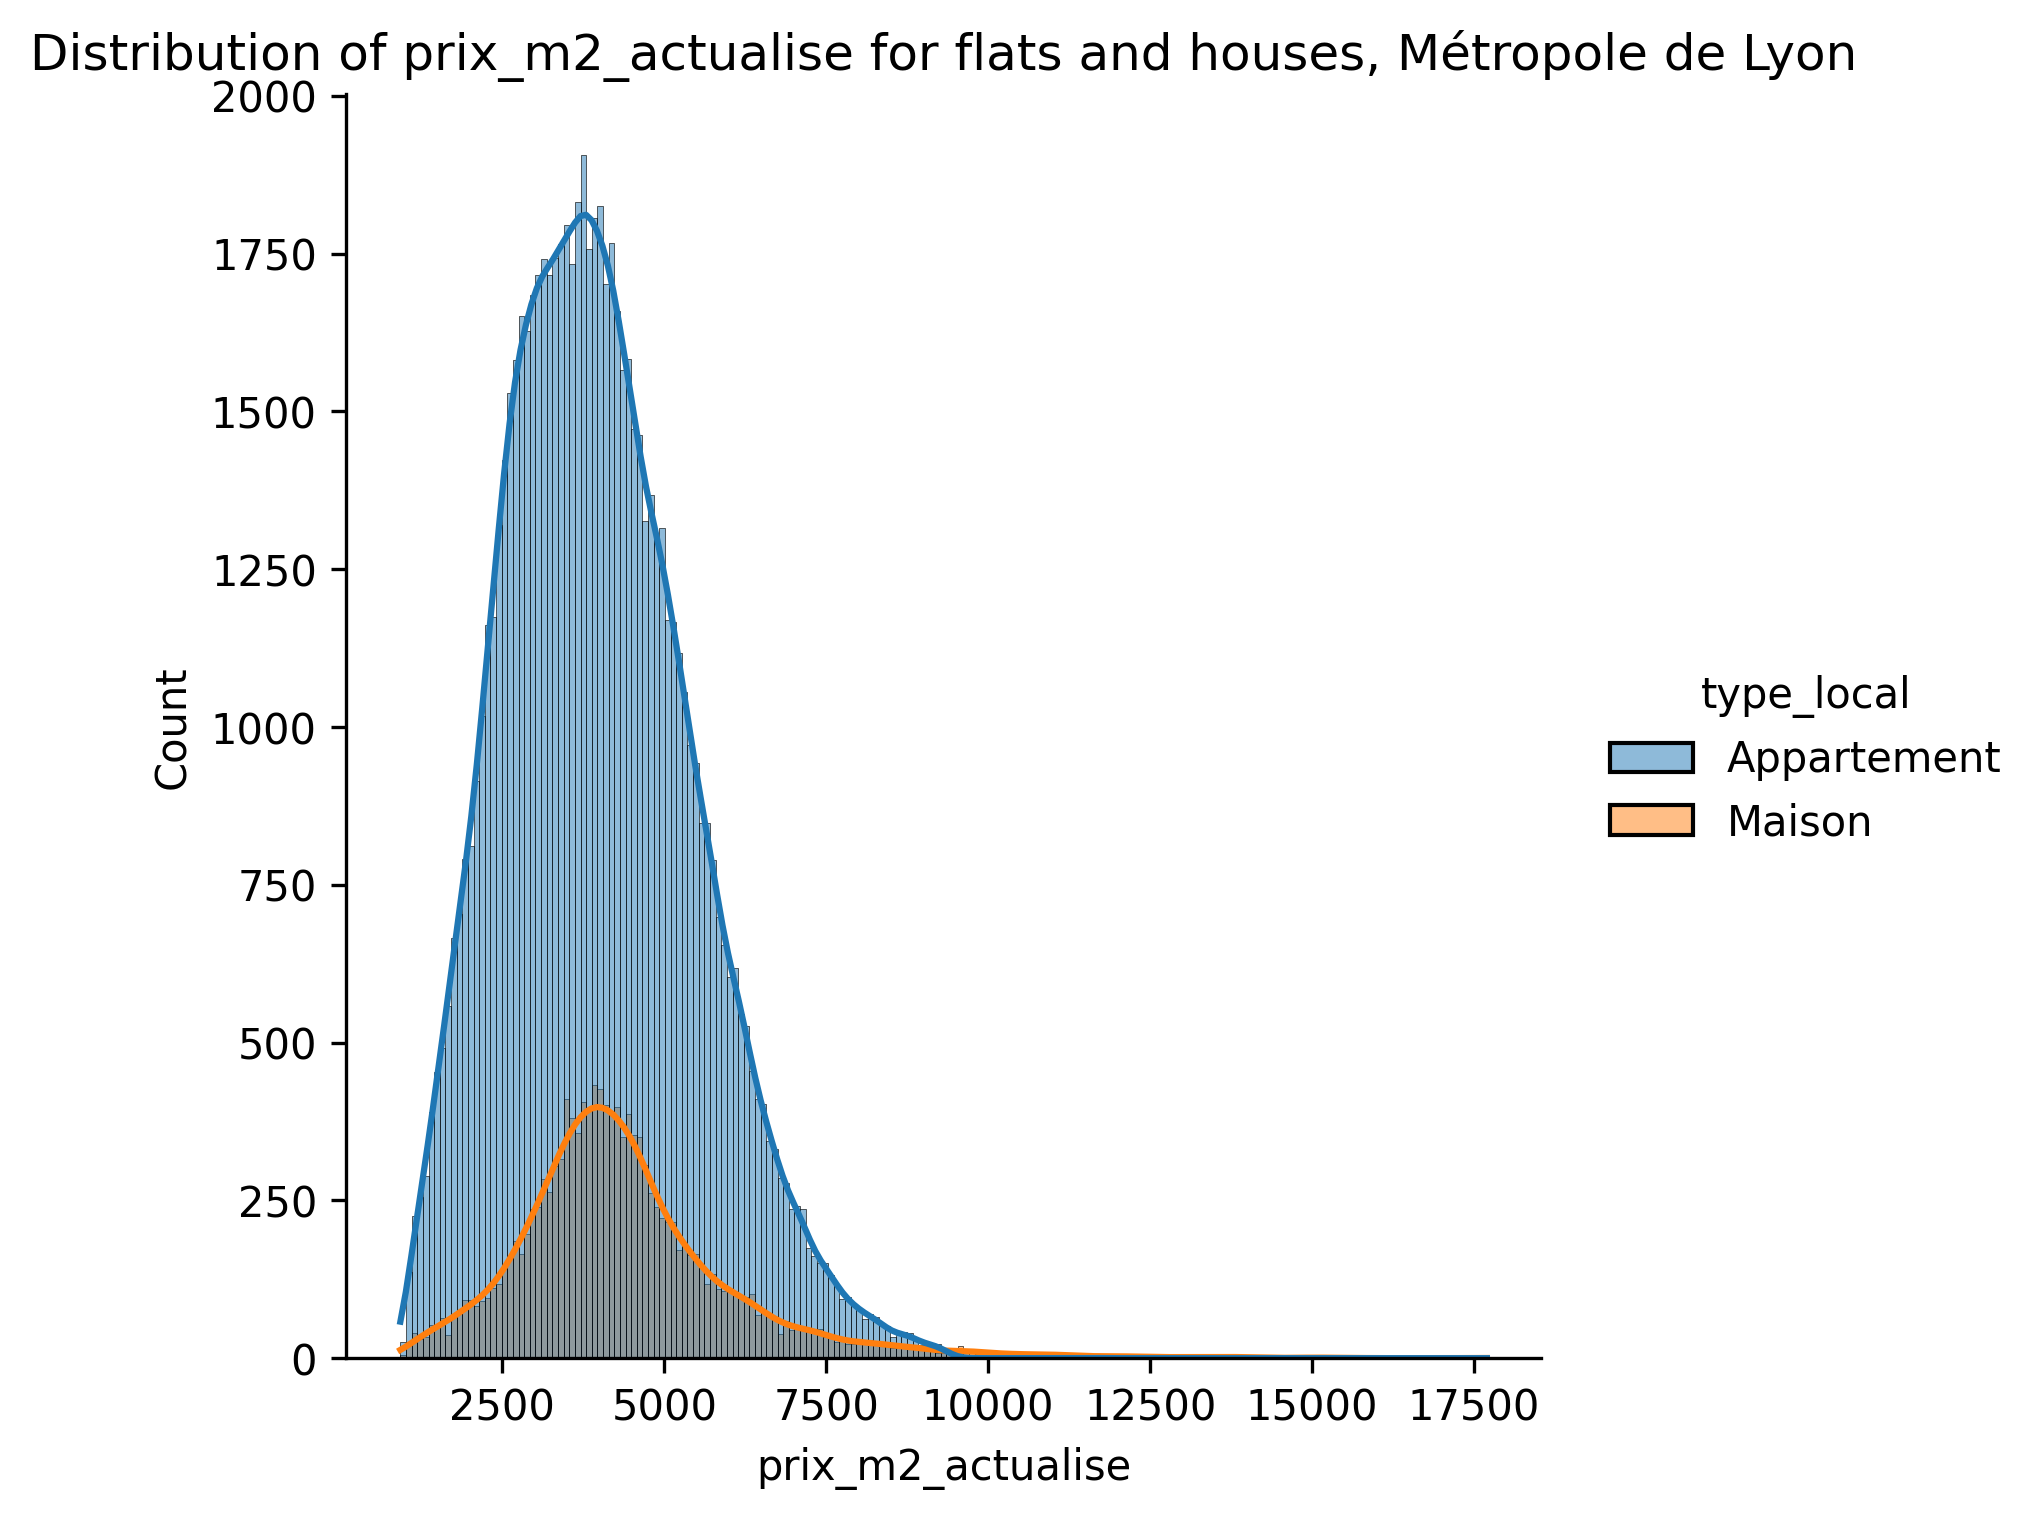 Distribution of prix_m2_actualise for flats and houses, Métropole de Lyon
2000
1750
1500
1250
1000
750
500
250
0
Count
2500 5000 7500 10000 12500 15000 17500
prix_m2_actualise
type_local
Appartement
Maison